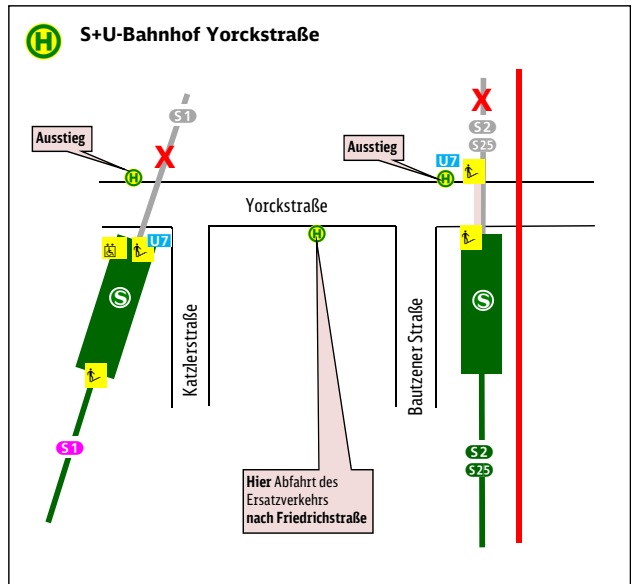 H S+U-Bahnhof Yorckstraße
S1
X
X
S2
S25
Ausstieg
H
Ausstieg
U7
H
Yorckstraße
H
U7
S
S
Katzlerstraße
Bautzener Straße
S1
S2
S25
Hier Abfahrt des
Ersatzverkehrs
nach Friedrichstraße